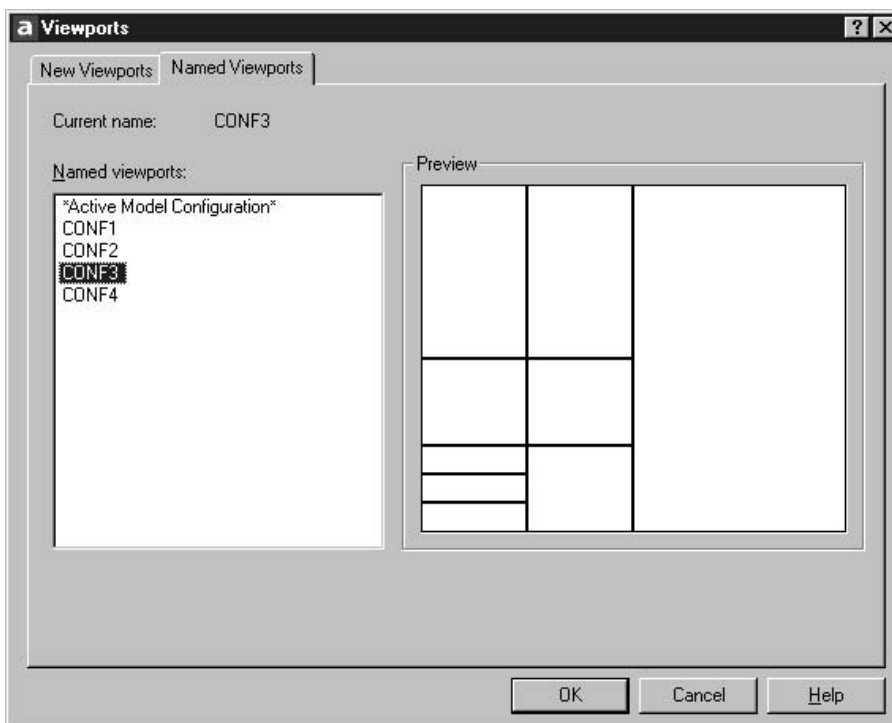 a Viewports
New Viewports Named Viewports
Current name: CONF3
Named viewports:
*Active Model Configuration*
CONF1
CONF2
CONF3
CONF4
Preview
OK Cancel Help